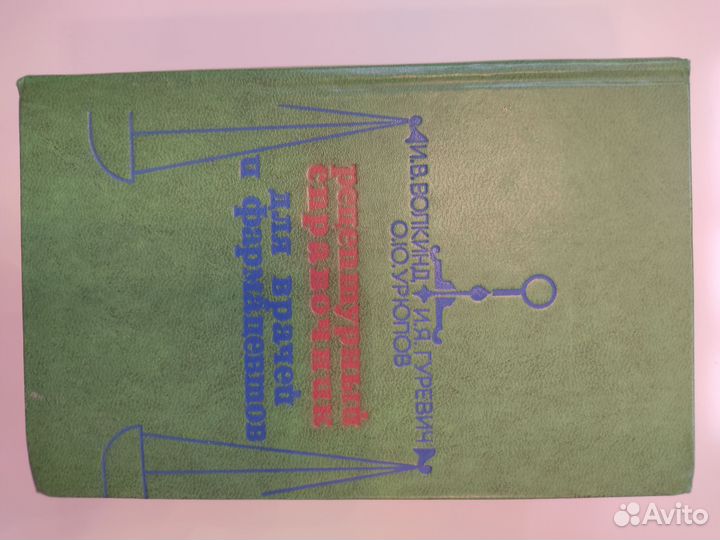 И.В.ВОЛКИНД И.Я.ГУРЕВИЧ
О.Ю.УРЮПОВ
рецептурный
справочник
для врачей
и фармацевтов
Avito